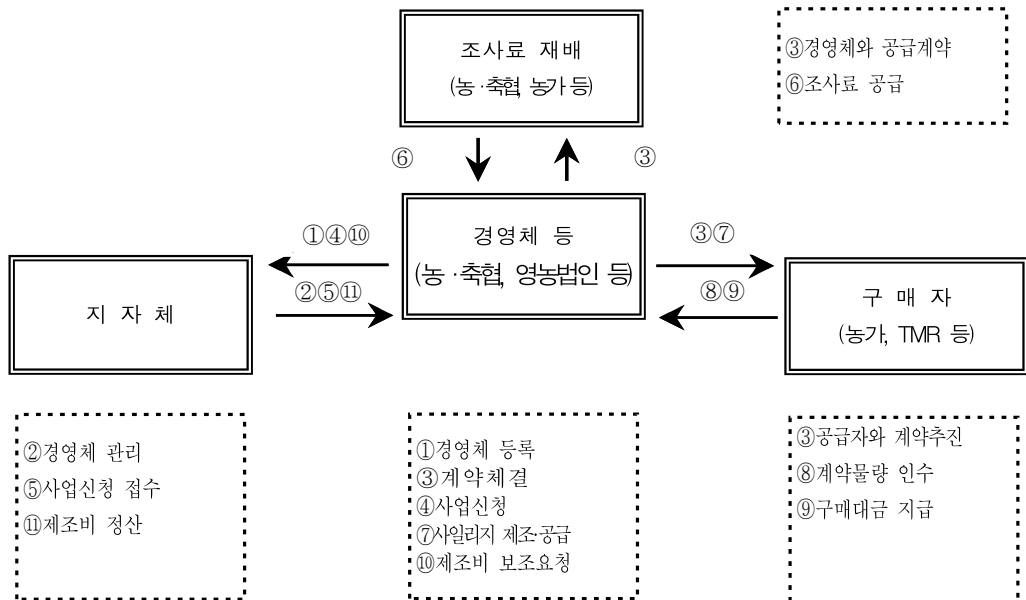 조사료 재배
(농·축협, 농가 등)
③경영체와 공급계약
⑥조사료 공급
⑥
③
경영체 등
(농·축협, 영농법인 등)
①④⑩
②⑤⑪
③⑦
⑧⑨
지 자 체
구 매 자
(농가, TMR 등)
②경영체 관리
⑤사업신청 접수
⑪제조비 정산
①경영체 등록
③계약체결
④사업신청
⑦사일리지 제조·공급
⑩제조비 보조요청
③공급자와 계약추진
⑧계약물량 인수
⑨구매대금 지급